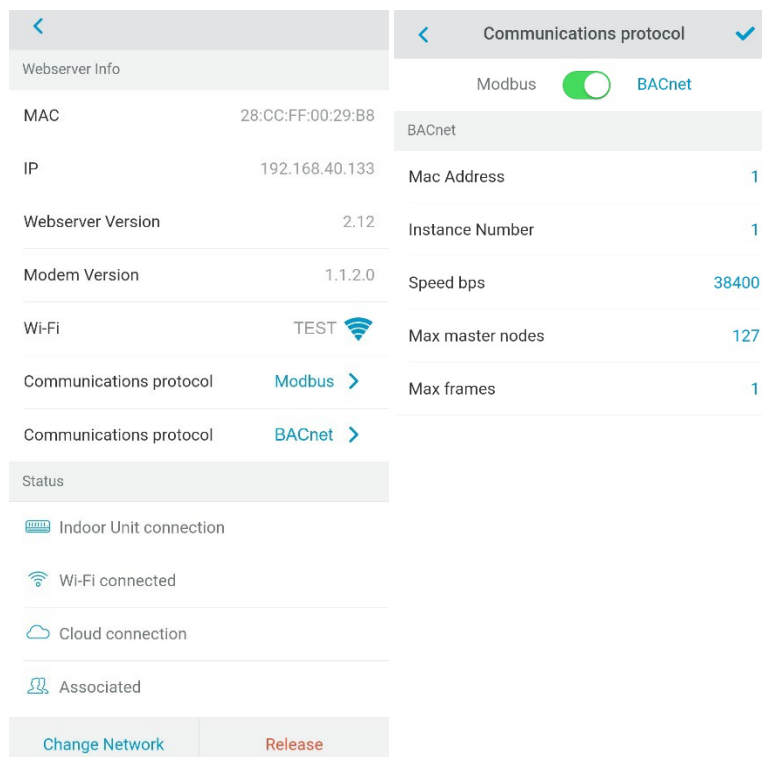 Webserver Info
MAC 28:CC:FF:00:29:B8
IP 192.168.40.133
Webserver Version 2.12
Modem Version 1.1.2.0
Wi-Fi TEST
Communications protocol Modbus
Communications protocol BACnet
Status
Indoor Unit connection
Wi-Fi connected
Cloud connection
Associated
Change Network Release
Communications protocol
Modbus BACnet
BACnet
Mac Address 1
Instance Number 1
Speed bps 38400
Max master nodes 127
Max frames 1